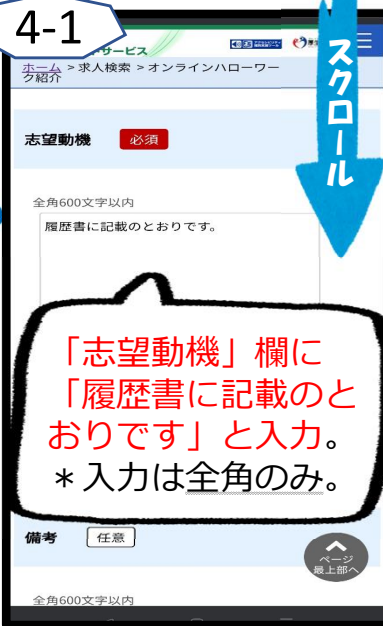 4-1
サービス
ホーム > 求人検索 > オンラインハローワー
ク紹介
スクロール
志望動機 必須
全角600文字以内
履歴書に記載のとおりです。
「志望動機」欄に
「履歴書に記載のと
おりです」と入力。
＊入力は全角のみ。
備考 任意
ページ
最上部へ
全角600文字以内